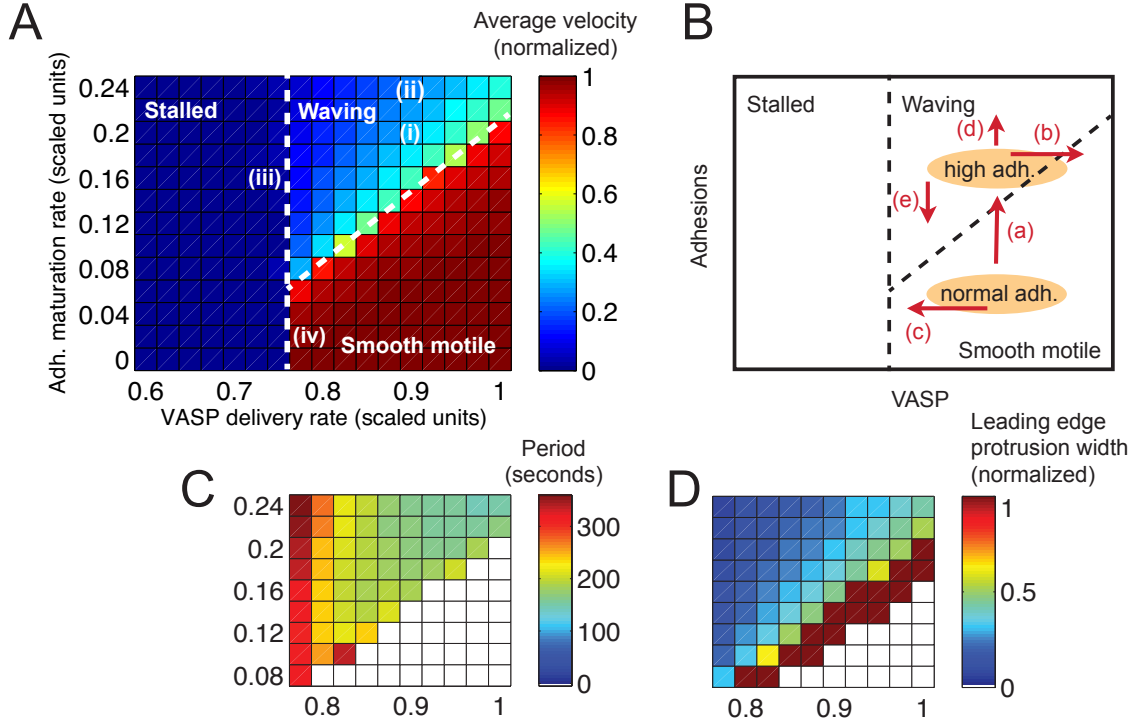 A
Average velocity
(normalized)
Adh. maturation rate (scaled units)
0.24
0.2
0.16
0.12
0.08
0.04
0
Stalled
Waving
(ii)
(i)
(iii)
(iv)
Smooth motile
0.6
0.7
0.8
0.9
1
VASP delivery rate (scaled units)
1
0.8
0.6
0.4
0.2
0
B
Stalled
Waving
(d)
(b)
high adh.
(e)
(a)
normal adh.
(c)
Smooth motile
Adhesions
VASP
C
Period
(seconds)
0.24
0.2
0.16
0.12
0.08
0.8
0.9
1
300
200
100
0
D
Leading edge
protrusion width
(normalized)
0.8
0.9
1
1
0.5
0